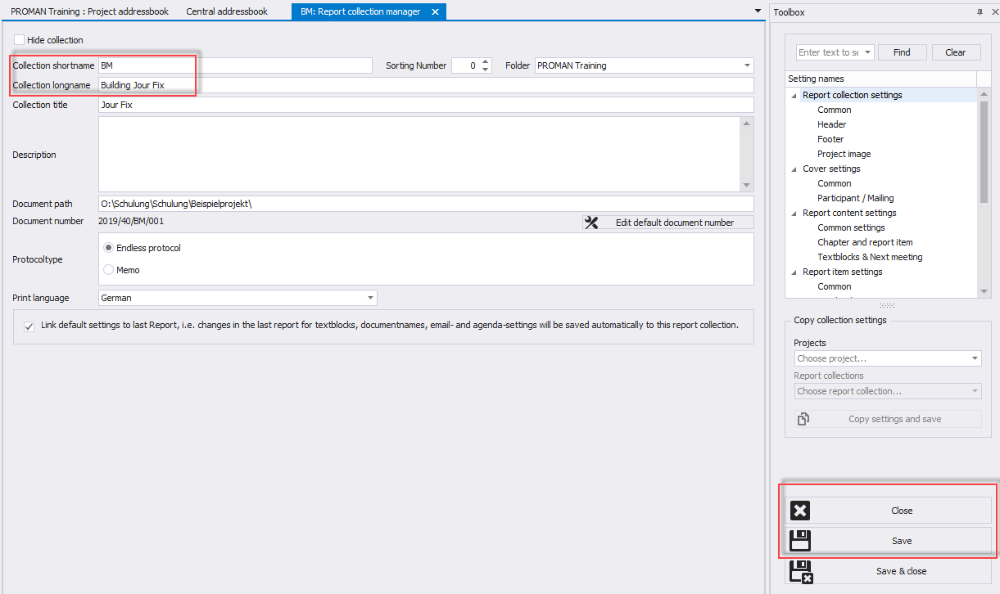 PROMAN Training : Project addressbook Central addressbook BM: Report collection manager
Toolbox
Hide collection
Collection shortname BM Sorting Number 0 Folder PROMAN Training
Collection longname Building Jour Fix
Collection title Jour Fix
Description
Document path O:\Schulung\Schulung\Beispielprojekt\
Document number 2019/40/BM/001 Edit default document number
Protocoltype
Endless protocol
Memo
Print language German
Link default settings to last Report, i.e. changes in the last report for textblocks, documentnames, email- and agenda-settings will be saved automatically to this report collection.
Enter text to se Find Clear
Setting names
Report collection settings
Common
Header
Footer
Project image
Cover settings
Common
Participant / Mailing
Report content settings
Common settings
Chapter and report item
Textblocks & Next meeting
Report item settings
Common
Copy collection settings
Projects
Choose project...
Report collections
Choose report collection...
Copy settings and save
Close
Save
Save & close